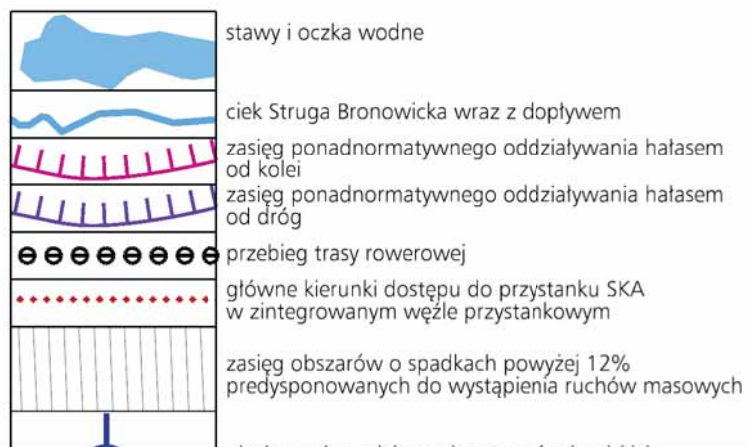 stawy i oczka wodne
ciek Struga Bronowicka wraz z dopływem
zasięg ponadnormatywnego oddziaływania hałasem
od kolei
zasięg ponadnormatywnego oddziaływania hałasem
od dróg
przebieg trasy rowerowej
główne kierunki dostępu do przystanku SKA
w zintegrowanym węźle przystankowym
zasięg obszarów o spadkach powyżej 12%
predysponowanych do wystąpienia ruchów masowych